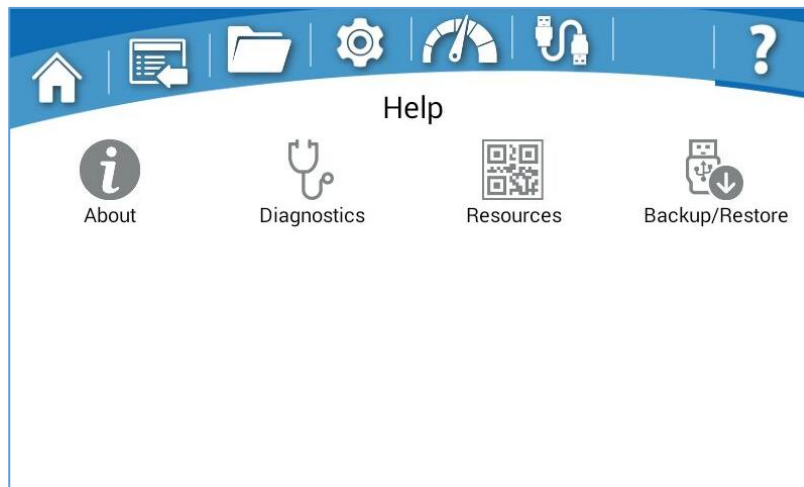 Help
About
Diagnostics
Resources
Backup/Restore